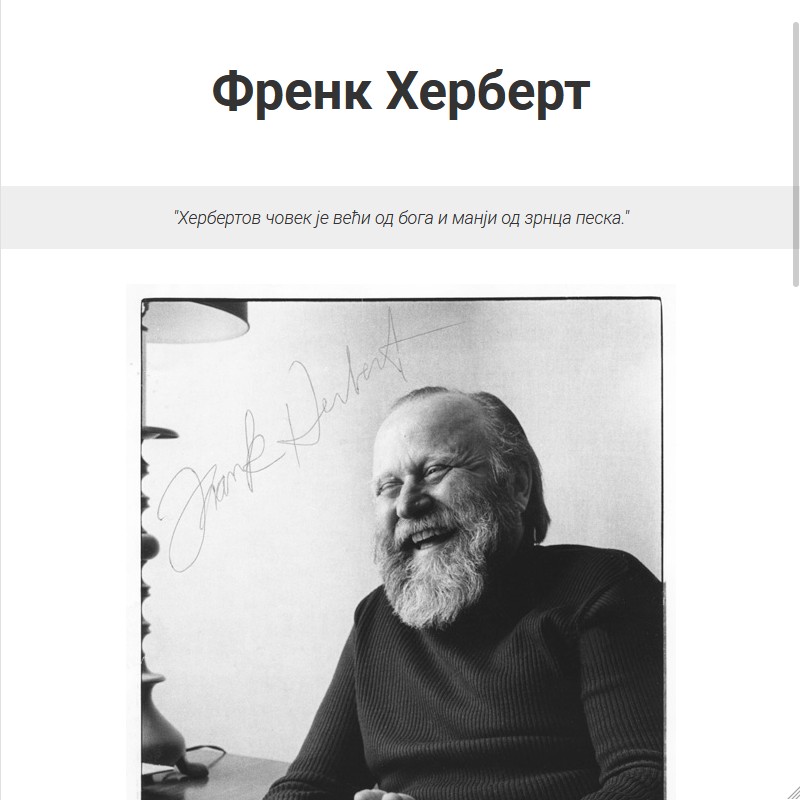 Френк Херберт
"Хербертов човек је већи од бога и мањи од зрнца песка."
Frank Herbert